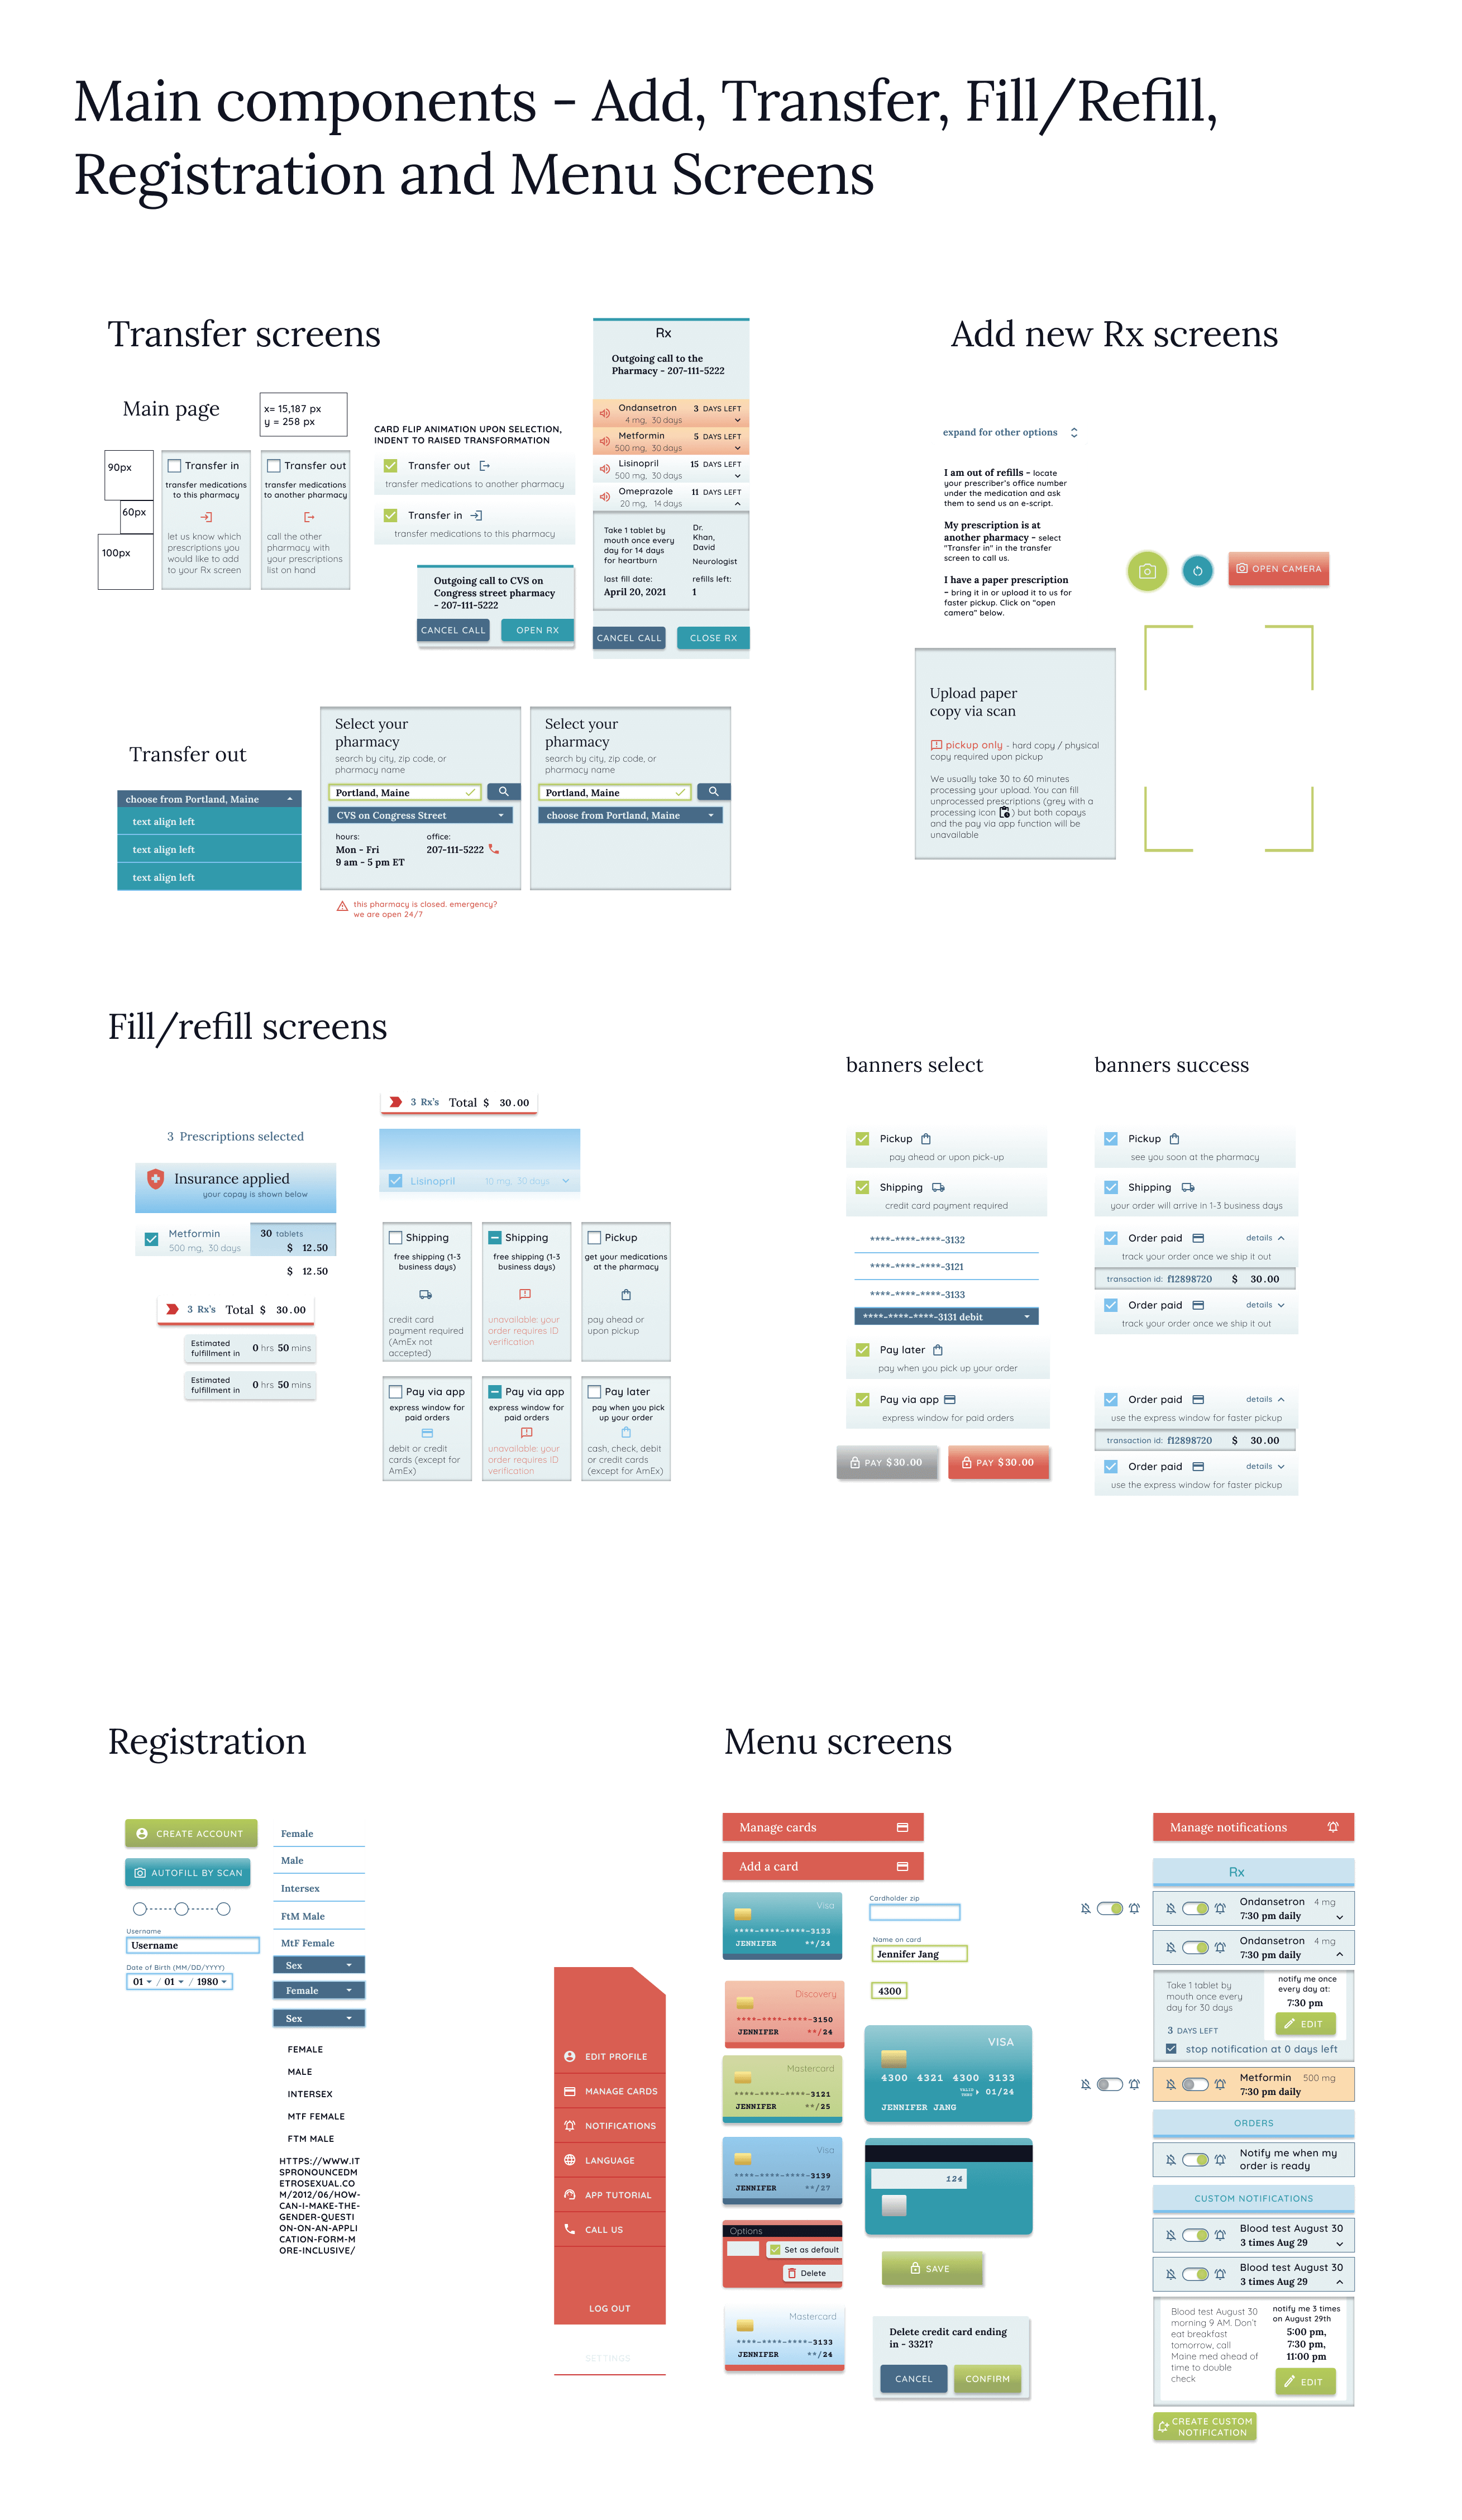 Main components - Add, Transfer, Fill/Refill,
Registration and Menu Screens
Transfer screens
Main page
x= 15,187 px
y = 258 px
90px
60px
100px
Transfer in
transfer medications
to this pharmacy
let us know which
prescriptions you
would like to add
to your Rx screen
Transfer out
transfer medications
to another pharmacy
call the other
pharmacy with
your prescriptions
list on hand
CARD FLIP ANIMATION UPON SELECTION,
INDENT TO RAISED TRANSFORMATION
Transfer out
transfer medications to another pharmacy
Transfer in
transfer medications to this pharmacy
Outgoing call to CVS on
Congress street pharmacy
- 207-111-5222
CANCEL CALL
OPEN RX
Rx
Outgoing call to the
Pharmacy - 207-111-5222
Ondansetron 3 DAYS LEFT
4 mg, 30 days
Metformin 5 DAYS LEFT
500 mg, 30 days
Lisinopril 15 DAYS LEFT
500 mg, 30 days
Omeprazole 11 DAYS LEFT
20 mg, 14 days
Take 1 tablet by
mouth once every
day for 14 days
for heartburn
Dr.
Khan,
David
Neurologist
last fill date:
April 20, 2021
refills left:
1
CANCEL CALL
CLOSE RX
Transfer out
choose from Portland, Maine
text align left
text align left
text align left
Select your
pharmacy
search by city, zip code, or
pharmacy name
Portland, Maine
CVS on Congress Street
hours:
Mon - Fri
9 am - 5 pm ET
office:
207-111-5222
this pharmacy is closed. emergency?
we are open 24/7
Select your
pharmacy
search by city, zip code, or
pharmacy name
Portland, Maine
choose from Portland, Maine
Add new Rx screens
expand for other options
I am out of refills - locate
your prescriber's office number
under the medication and ask
them to send us an e-script.
My prescription is at
another pharmacy - select
"Transfer in" in the transfer
screen to call us.
I have a paper prescription
- bring it in or upload it to us for
faster pickup. Click on "open
camera" below.
OPEN CAMERA
Upload paper
copy via scan
pickup only - hard copy / physical
copy required upon pickup
We usually take 30 to 60 minutes
processing your upload. You can fill
unprocessed prescriptions (grey with a
processing icon ) but both copays
and the pay via app function will be
unavailable
Fill/refill screens
3 Prescriptions selected
Insurance applied
your copay is shown below
Metformin
500 mg, 30 days
30 tablets
$ 12.50
$ 12.50
3 Rx's Total $ 30.00
Estimated
fulfillment in
0 hrs 50 mins
Estimated
fulfillment in
0 hrs 50 mins
3 Rx's Total $ 30.00
Lisinopril 10 mg, 30 days
Shipping
free shipping (1-3
business days)
credit card
payment required
(AmEx not
accepted)
Shipping
free shipping (1-3
business days)
unavailable: your
order requires ID
verification
Pickup
get your medications
at the pharmacy
pay ahead or
upon pickup
Pay via app
express window for
paid orders
debit or credit
cards (except for
AmEx)
Pay via app
express window for
paid orders
unavailable: your
order requires ID
verification
Pay later
pay when you pick
up your order
cash, check, debit
or credit cards
(except for AmEx)
banners select
Pickup
pay ahead or upon pick-up
Shipping
credit card payment required
****-****-****-3132
****-****-****-3121
****-****-****-3133
****-****-****-3131 debit
Pay later
pay when you pick up your order
Pay via app
express window for paid orders
PAY $30.00
PAY $30.00
banners success
Pickup
see you soon at the pharmacy
Shipping
your order will arrive in 1-3 business days
Order paid details
track your order once we ship it out
transaction id: f12898720 $ 30.00
Order paid details
track your order once we ship it out
Order paid details
use the express window for faster pickup
transaction id: f12898720 $ 30.00
Order paid details
use the express window for faster pickup
Registration
CREATE ACCOUNT
AUTOFILL BY SCAN
Username
Username
Date of Birth (MM/DD/YYYY)
01 / 01 / 1980
Female
Male
Intersex
FtM Male
MtF Female
Sex
Female
Sex
FEMALE
MALE
INTERSEX
MTF FEMALE
FTM MALE
HTTPS://WWW.IT
SPRONOUNCEDM
ETROSEXUAL.CO
M/2012/06/HOW-
CAN-I-MAKE-THE-
GENDER-QUESTI
ON-ON-AN-APPLI
CATION-FORM-M
ORE-INCLUSIVE/
EDIT PROFILE
MANAGE CARDS
NOTIFICATIONS
LANGUAGE
APP TUTORIAL
CALL US
LOG OUT
SETTINGS
Menu screens
Manage cards
Add a card
Visa
****-****-****-3133
JENNIFER **/24
Discovery
****-****-****-3150
JENNIFER **/24
Mastercard
****-****-****-3121
JENNIFER **/25
Visa
****-****-****-3139
JENNIFER **/27
Options
Set as default
Delete
Mastercard
****-****-****-3133
JENNIFER **/24
Cardholder zip
Name on card
Jennifer Jang
4300
VISA
4300 4321 4300 3133
VALID
THRU 01/24
JENNIFER JANG
124
SAVE
Delete credit card ending
in - 3321?
CANCEL
CONFIRM
Manage notifications
Rx
Ondansetron 4 mg
7:30 pm daily
Ondansetron 4 mg
7:30 pm daily
Take 1 tablet by
mouth once every
day for 30 days
3 DAYS LEFT
notify me once
every day at:
7:30 pm
EDIT
stop notification at 0 days left
Metformin 500 mg
7:30 pm daily
ORDERS
Notify me when my
order is ready
CUSTOM NOTIFICATIONS
Blood test August 30
3 times Aug 29
Blood test August 30
3 times Aug 29
Blood test August 30
morning 9 AM. Don't
eat breakfast
tomorrow, call
Maine med ahead of
time to double
check
notify me 3 times
on August 29th
5:00 pm,
7:30 pm,
11:00 pm
EDIT
CREATE CUSTOM
NOTIFICATION